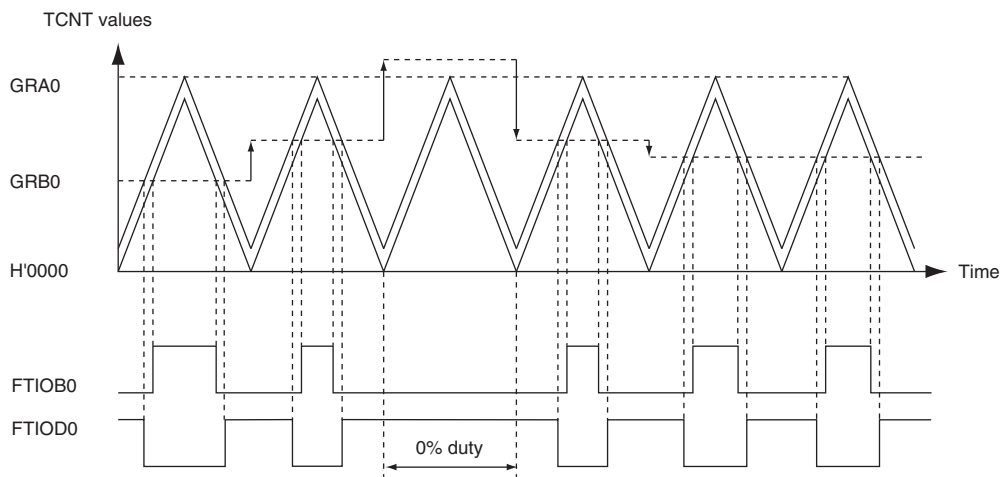 TCNT values
GRA0
GRB0
H'0000
Time
FTIOB0
FTIOD0
0% duty